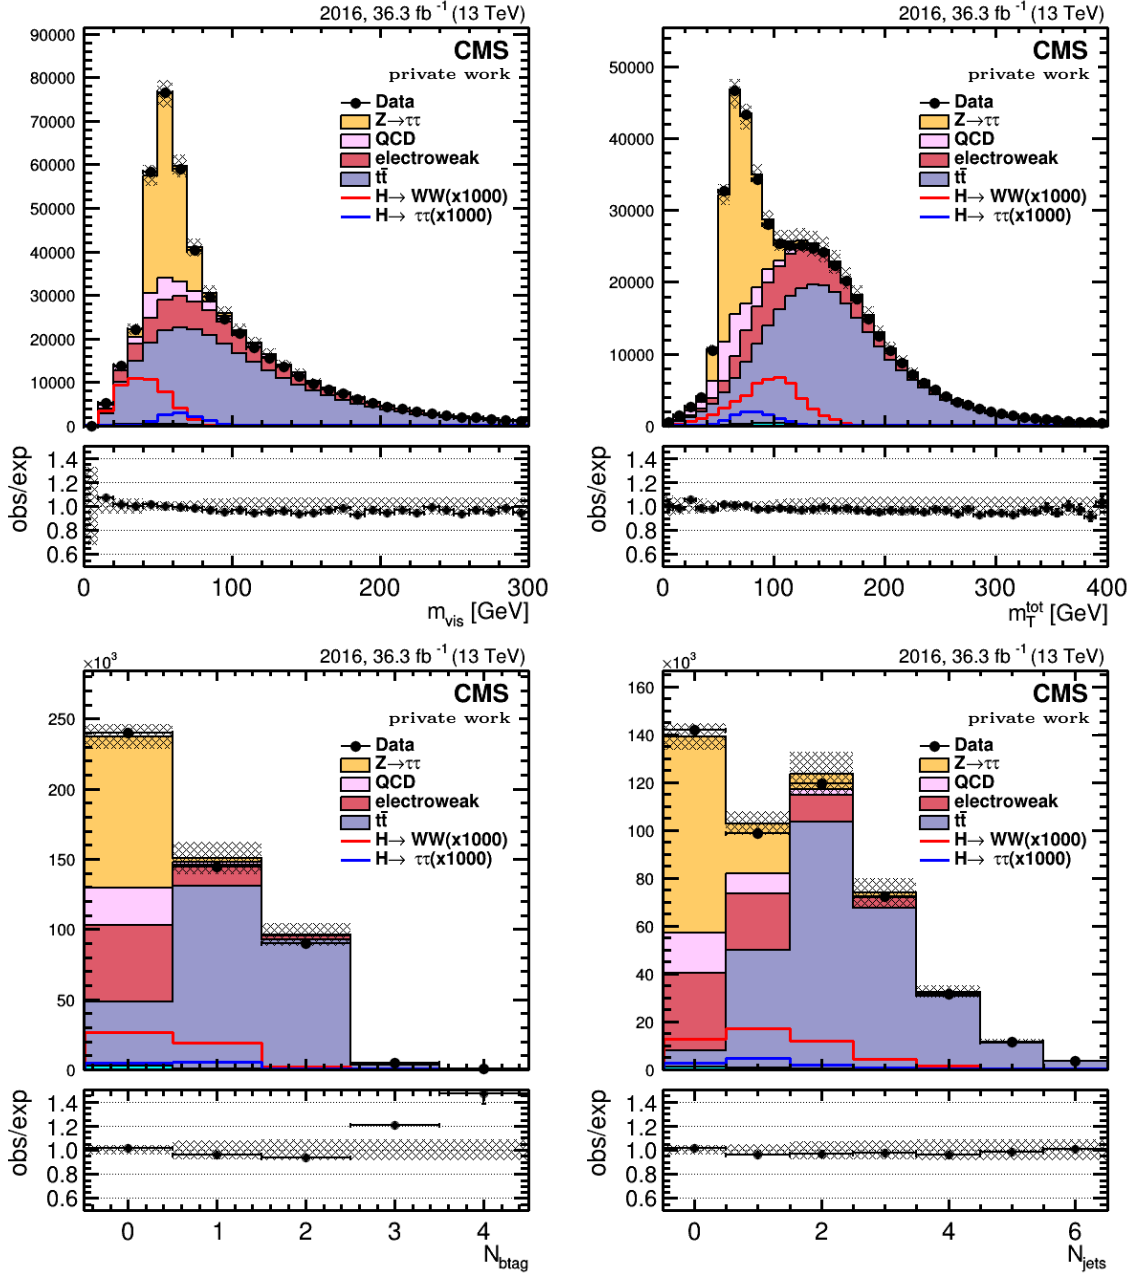 2016, 36.3 fb⁻¹ (13 TeV)
90000
80000
70000
60000
50000
40000
30000
20000
10000
0
CMS
private work
Data
Z→ττ
QCD
electroweak
tt̄
H→ WW(x1000)
H→ ττ(x1000)
obs/exp
1.4
1.2
1.0
0.8
0.6
0 100 200 300
m_vis [GeV]
2016, 36.3 fb⁻¹ (13 TeV)
50000
40000
30000
20000
10000
0
CMS
private work
Data
Z→ττ
QCD
electroweak
tt̄
H→ WW(x1000)
H→ ττ(x1000)
obs/exp
1.4
1.2
1.0
0.8
0.6
0 100 200 300 400
m_T^tot [GeV]
×10³
2016, 36.3 fb⁻¹ (13 TeV)
250
200
150
100
50
0
CMS
private work
Data
Z→ττ
QCD
electroweak
tt̄
H→ WW(x1000)
H→ ττ(x1000)
obs/exp
1.4
1.2
1.0
0.8
0.6
0 1 2 3 4
N_btag
×10³
2016, 36.3 fb⁻¹ (13 TeV)
160
140
120
100
80
60
40
20
0
CMS
private work
Data
Z→ττ
QCD
electroweak
tt̄
H→ WW(x1000)
H→ ττ(x1000)
obs/exp
1.4
1.2
1.0
0.8
0.6
0 2 4 6
N_jets